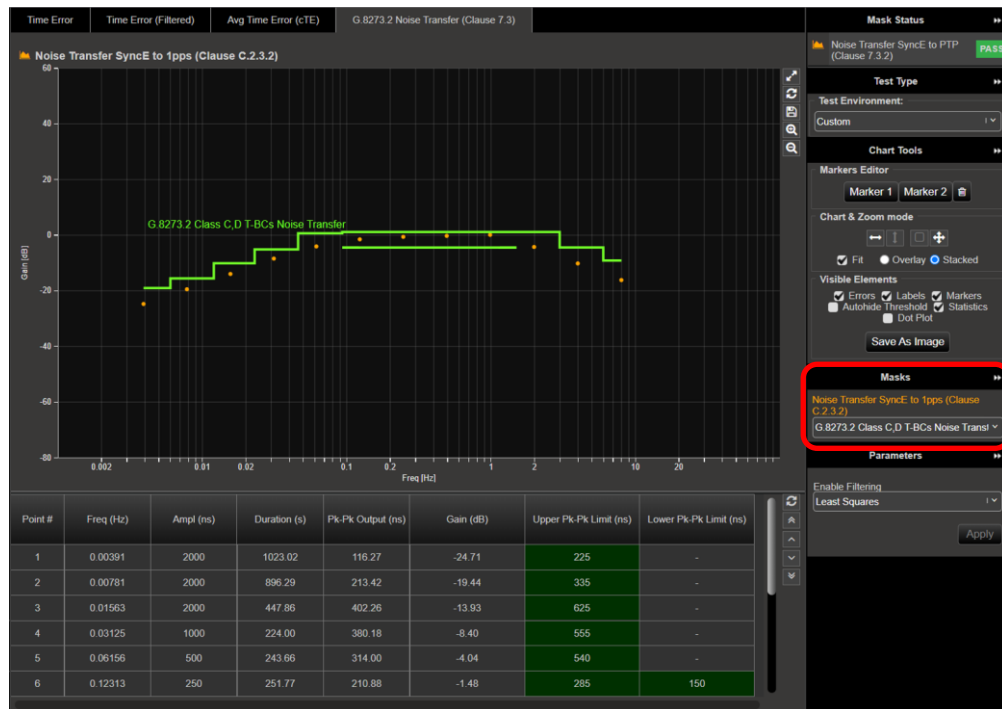 Time Error Time Error (Filtered) Avg Time Error (cTE) G.8273.2 Noise Transfer (Clause 7.3)
Noise Transfer SyncE to 1pps (Clause C.2.3.2)
60
40
20
0
-20
-40
-60
-80
Gain [dB]
G.8273.2 Class C,D T-BCs Noise Transfer
0.002 0.01 0.02 0.1 0.2 1 2 10 20
Freq [Hz]
Point # Freq (Hz) Ampl (ns) Duration (s) Pk-Pk Output (ns) Gain (dB) Upper Pk-Pk Limit (ns) Lower Pk-Pk Limit (ns)
1 0.00391 2000 1023.02 116.27 -24.71 225 -
2 0.00781 2000 896.29 213.42 -19.44 335 -
3 0.01563 2000 447.86 402.26 -13.93 625 -
4 0.03125 1000 224.00 380.18 -8.40 555 -
5 0.06156 500 243.66 314.00 -4.04 540 -
6 0.12313 250 251.77 210.88 -1.48 285 150
Mask Status
Noise Transfer SyncE to PTP
(Clause 7.3.2)
PASS
Test Type
Test Environment:
Custom
Chart Tools
Markers Editor
Marker 1 Marker 2
Chart & Zoom mode
Fit Overlay Stacked
Visible Elements
Errors Labels Markers
Autohide Threshold Statistics
Dot Plot
Save As Image
Masks
Noise Transfer SyncE to 1pps (Clause
C.2.3.2)
G.8273.2 Class C,D T-BCs Noise Transf
Parameters
Enable Filtering
Least Squares
Apply